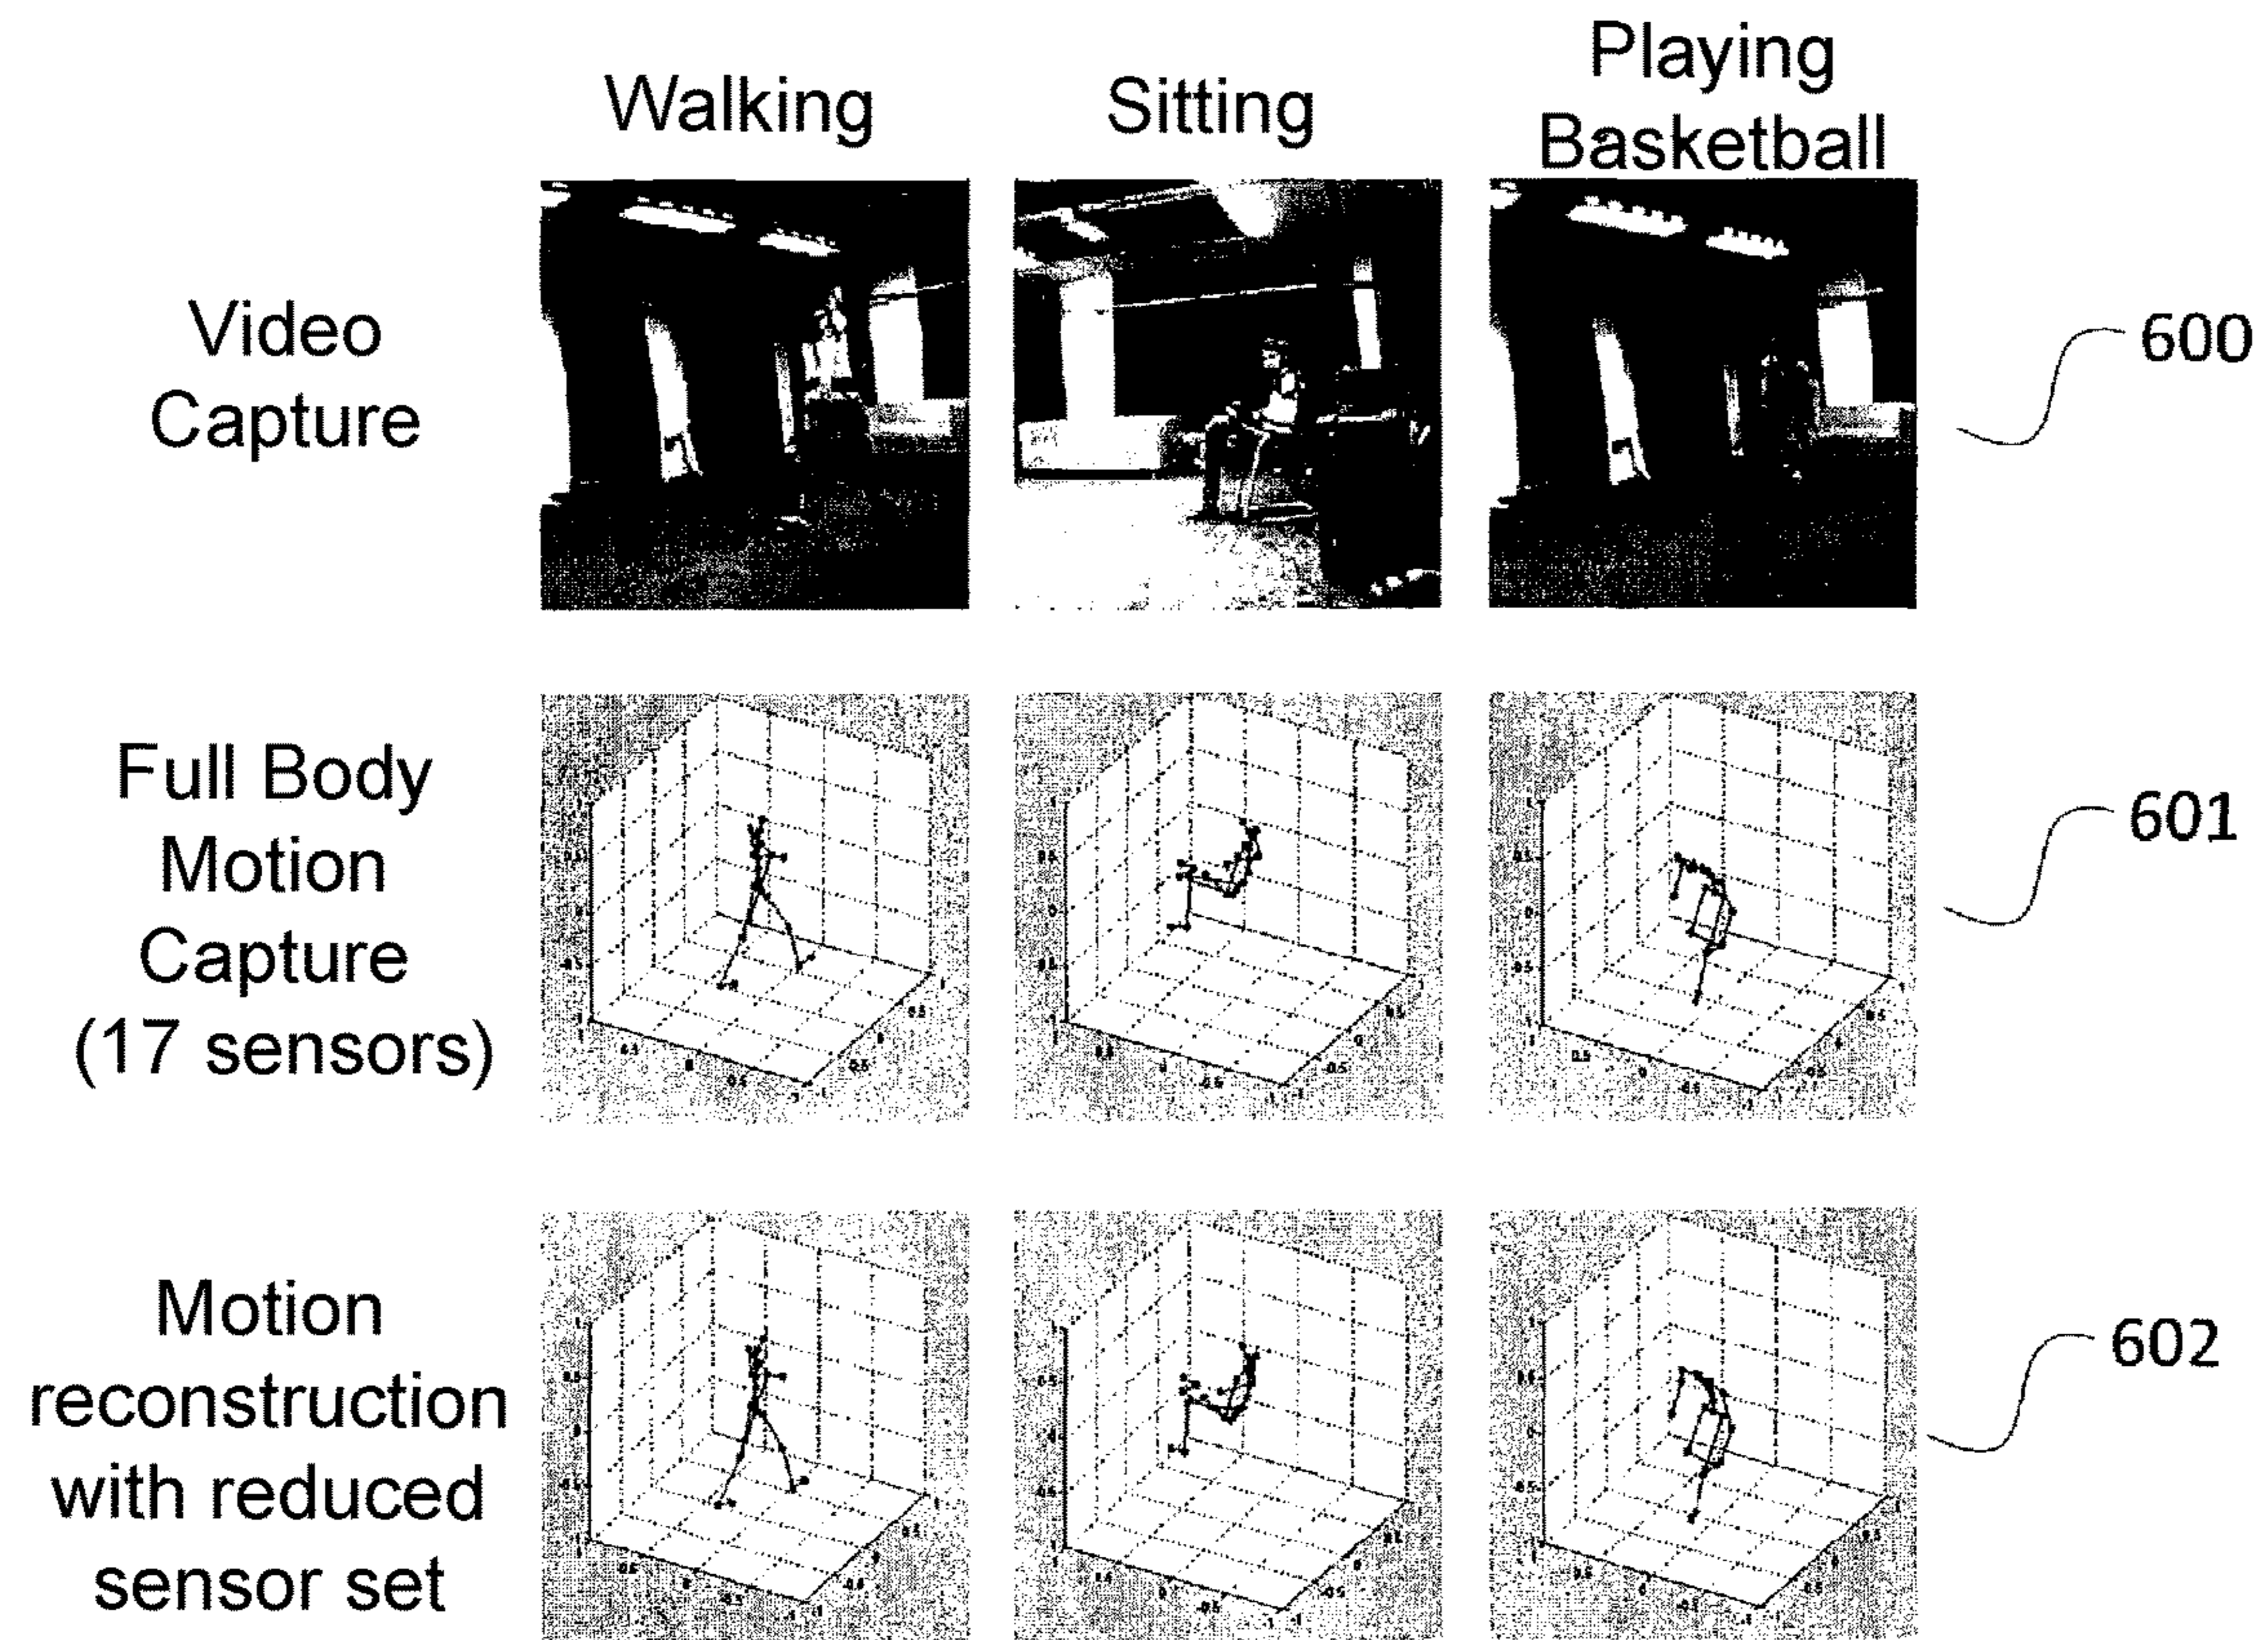 Walking
Sitting
Playing
Basketball
Video
Capture
600
Full Body
Motion
Capture
(17 sensors)
601
Motion
reconstruction
with reduced
sensor set
602